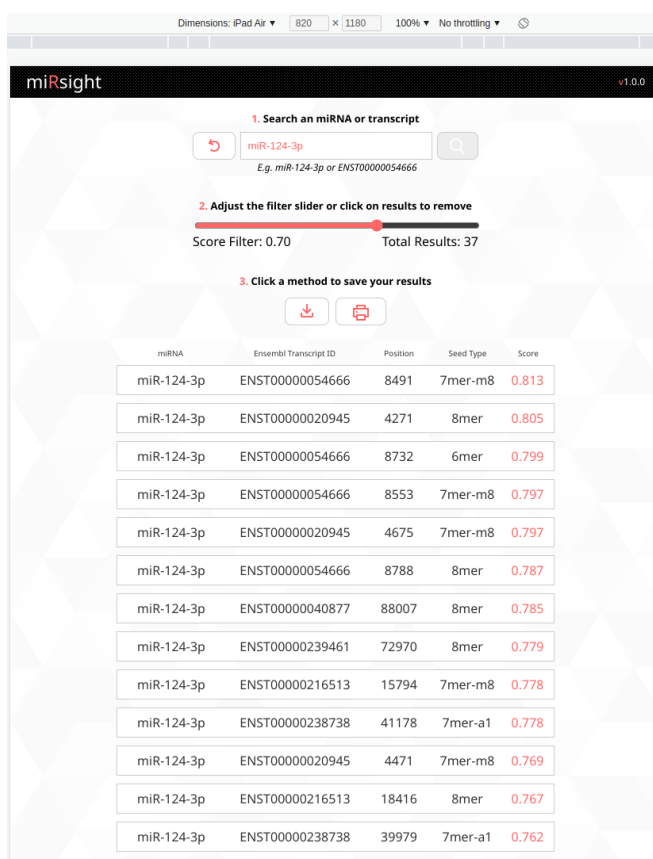 Dimensions: iPad Air ▼ 820 × 1180 100% ▼ No throttling ▼
miRsight v1.0.0
1. Search an miRNA or transcript
miR-124-3p
E.g. miR-124-3p or ENST00000054666
2. Adjust the filter slider or click on results to remove
Score Filter: 0.70 Total Results: 37
3. Click a method to save your results
miRNA Ensembl Transcript ID Position Seed Type Score
miR-124-3p ENST00000054666 8491 7mer-m8 0.813
miR-124-3p ENST00000020945 4271 8mer 0.805
miR-124-3p ENST00000054666 8732 6mer 0.799
miR-124-3p ENST00000054666 8553 7mer-m8 0.797
miR-124-3p ENST00000020945 4675 7mer-m8 0.797
miR-124-3p ENST00000054666 8788 8mer 0.787
miR-124-3p ENST00000040877 88007 8mer 0.785
miR-124-3p ENST00000239461 72970 8mer 0.779
miR-124-3p ENST00000216513 15794 7mer-m8 0.778
miR-124-3p ENST00000238738 41178 7mer-a1 0.778
miR-124-3p ENST00000020945 4471 7mer-m8 0.769
miR-124-3p ENST00000216513 18416 8mer 0.767
miR-124-3p ENST00000238738 39979 7mer-a1 0.762